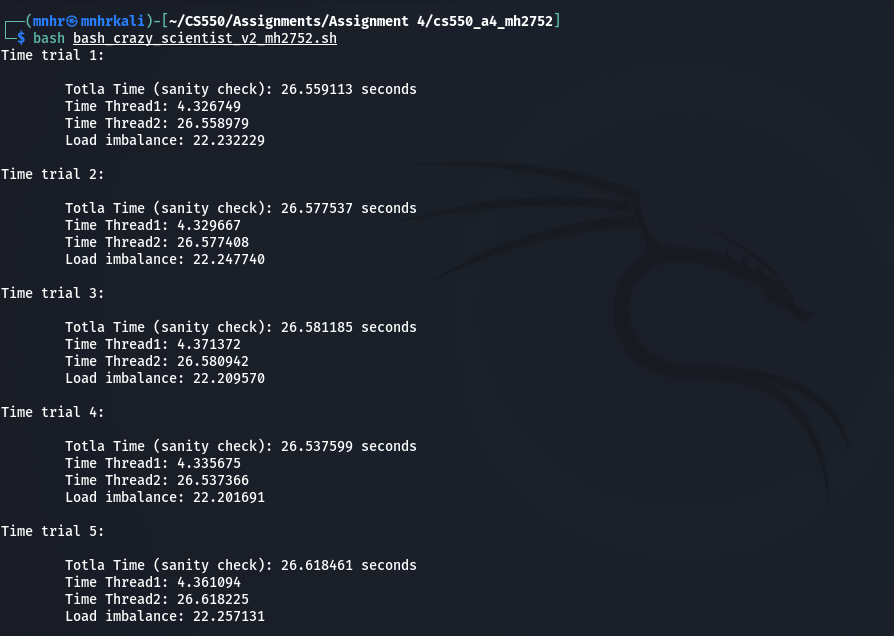 ┌──(mnhr㉿mnhrkali)-[~/CS550/Assignments/Assignment 4/cs550_a4_mh2752]
└─$ bash bash_crazy_scientist_v2_mh2752.sh
Time trial 1:
Totla Time (sanity check): 26.559113 seconds
Time Thread1: 4.326749
Time Thread2: 26.558979
Load imbalance: 22.232229
Time trial 2:
Totla Time (sanity check): 26.577537 seconds
Time Thread1: 4.329667
Time Thread2: 26.577408
Load imbalance: 22.247740
Time trial 3:
Totla Time (sanity check): 26.581185 seconds
Time Thread1: 4.371372
Time Thread2: 26.580942
Load imbalance: 22.209570
Time trial 4:
Totla Time (sanity check): 26.537599 seconds
Time Thread1: 4.335675
Time Thread2: 26.537366
Load imbalance: 22.201691
Time trial 5:
Totla Time (sanity check): 26.618461 seconds
Time Thread1: 4.361094
Time Thread2: 26.618225
Load imbalance: 22.257131